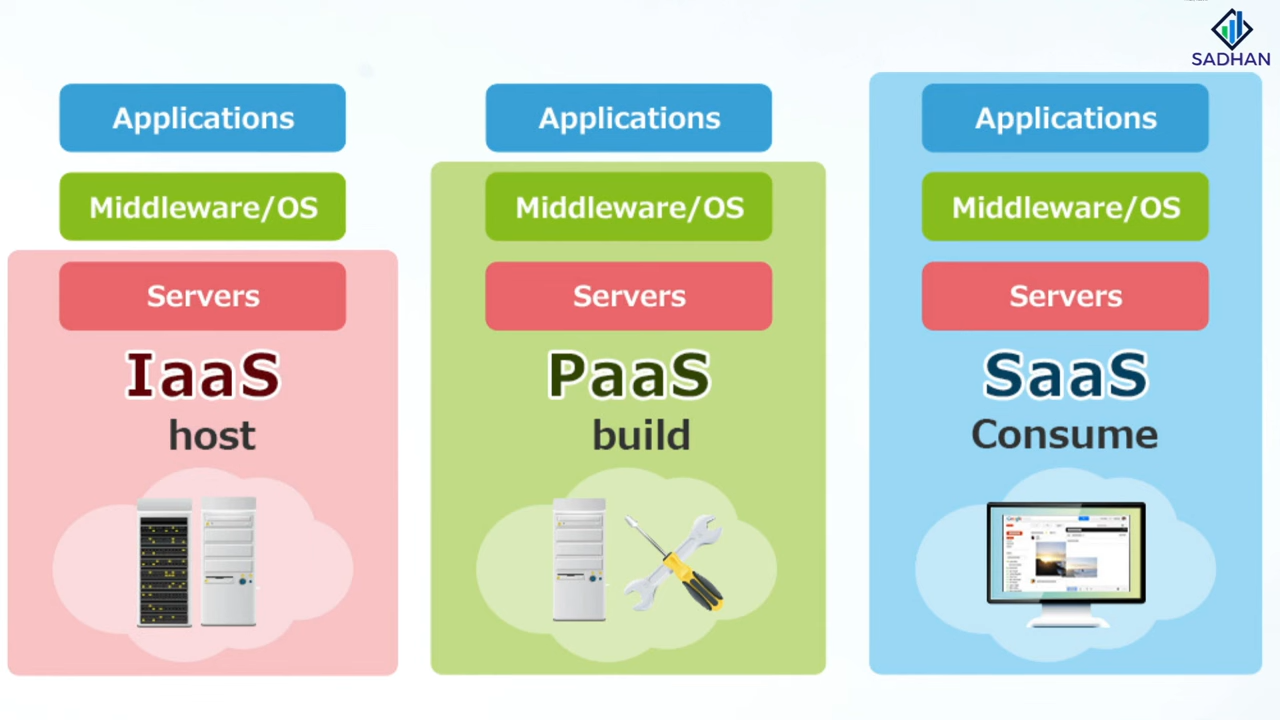 SADHAN
Applications
Middleware/OS
Servers
IaaS
host
Applications
Middleware/OS
Servers
PaaS
build
Applications
Middleware/OS
Servers
SaaS
Consume